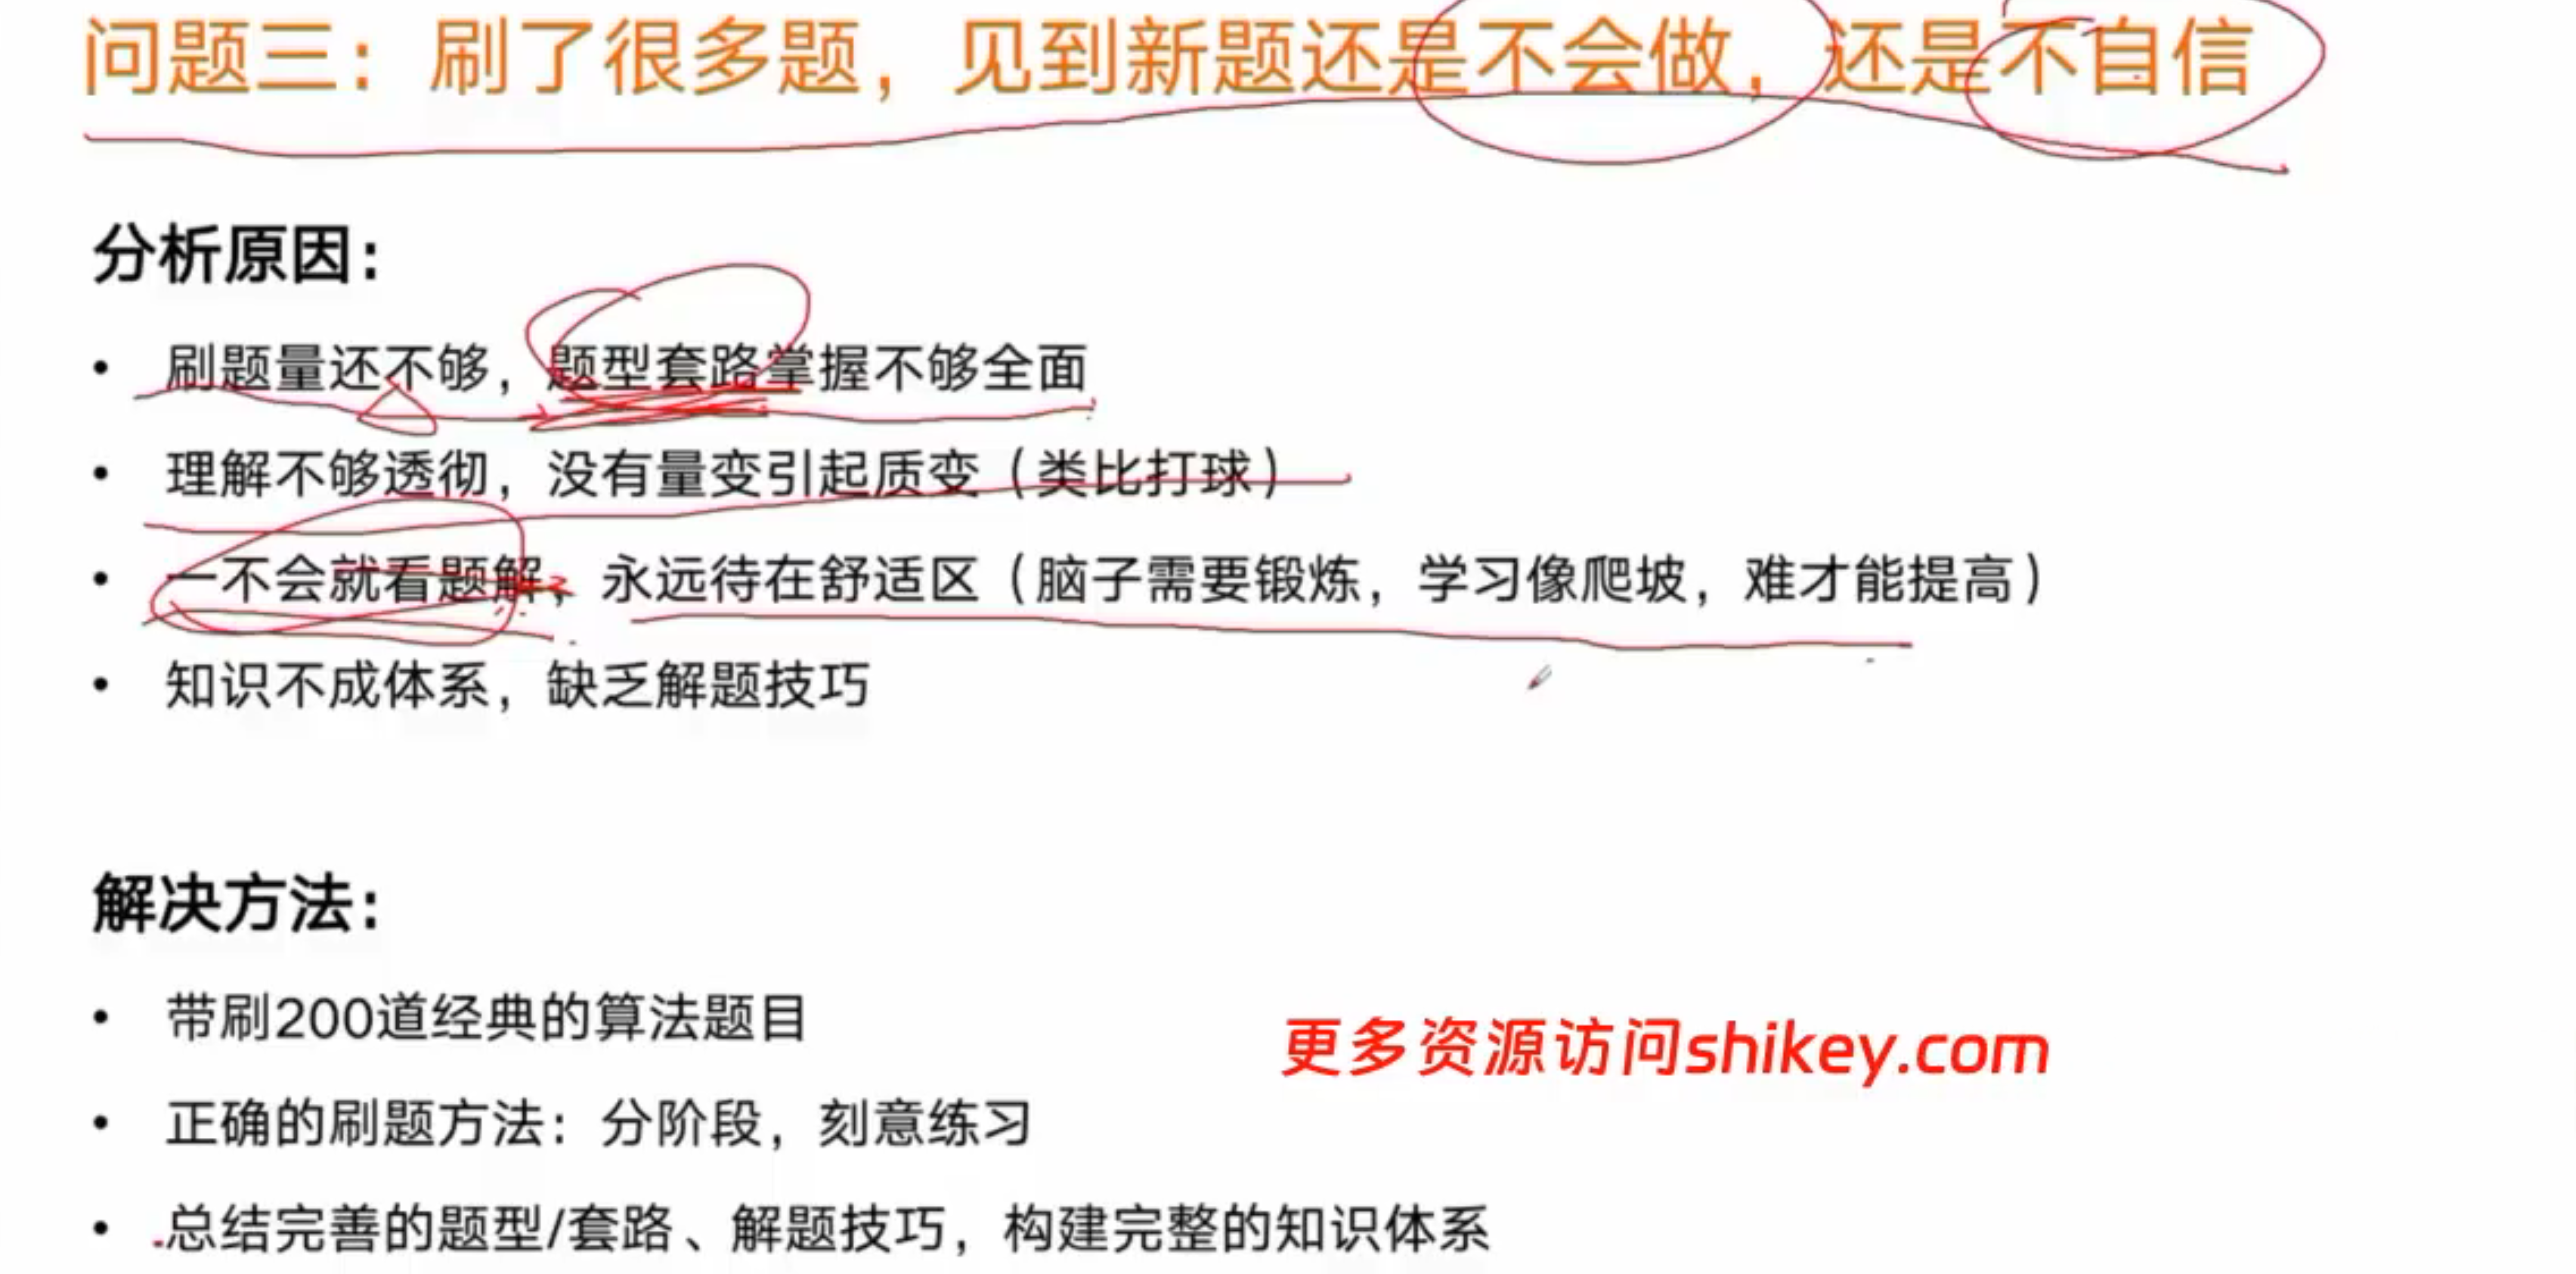 问题三：刷了很多题，见到新题还是不会做，还是不自信
分析原因：
• 刷题量还不够，题型套路掌握不够全面
• 理解不够透彻，没有量变引起质变（类比打球）
• 一不会就看题解，永远待在舒适区（脑子需要锻炼，学习像爬坡，难才能提高）
• 知识不成体系，缺乏解题技巧
解决方法：
• 带刷200道经典的算法题目
更多资源访问shikey.com
• 正确的刷题方法：分阶段，刻意练习
• 总结完善的题型/套路、解题技巧，构建完整的知识体系